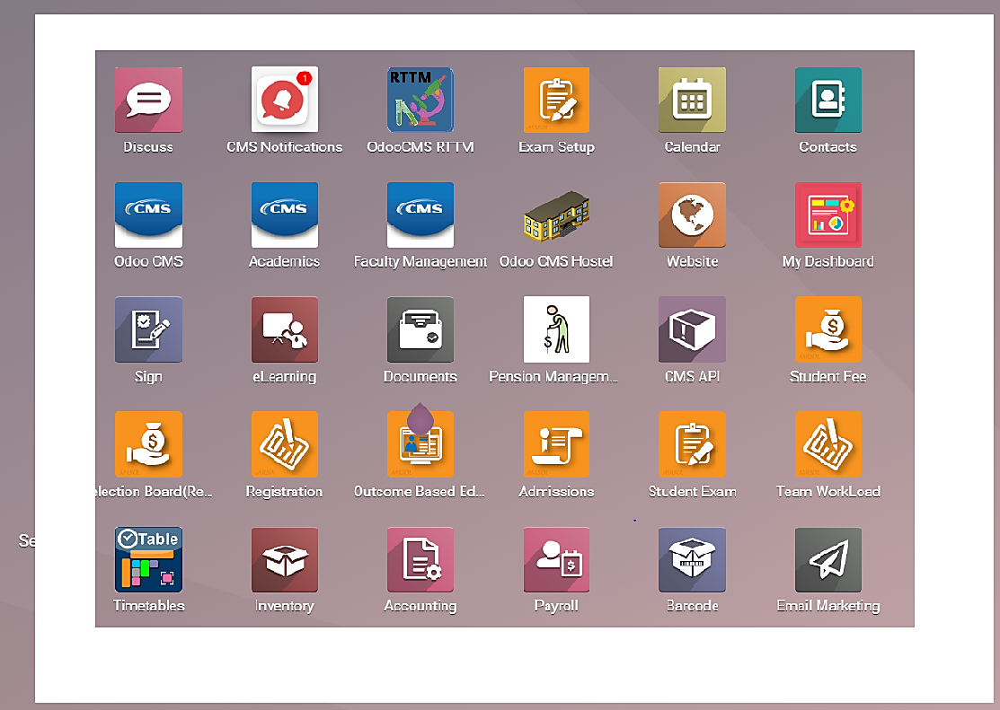 RTTM
1
Discuss
CMS Notifications
OdooCMS RTTM
Exam Setup
Calendar
Contacts
CMS
CMS
CMS
Odoo CMS
Academics
Faculty Management
Odoo CMS Hostel
Website
My Dashboard
Sign
eLearning
Documents
Pension Managem...
CMS API
Student Fee
election Board(Re...
Registration
Outcome Based Ed...
Admissions
Student Exam
Team WorkLoad
Se
Table
Timetables
Inventory
Accounting
Payroll
Barcode
Email Marketing